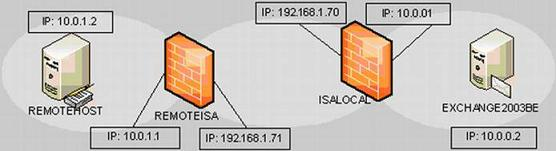 IP: 10.0.1.2
IP: 192.168.1.70
IP: 10.0.01
REMOTEHOST
REMOTEISA
ISALOCAL
EXCHANGE2003BE
IP: 10.0.1.1
IP: 192.168.1.71
IP: 10.0.0.2